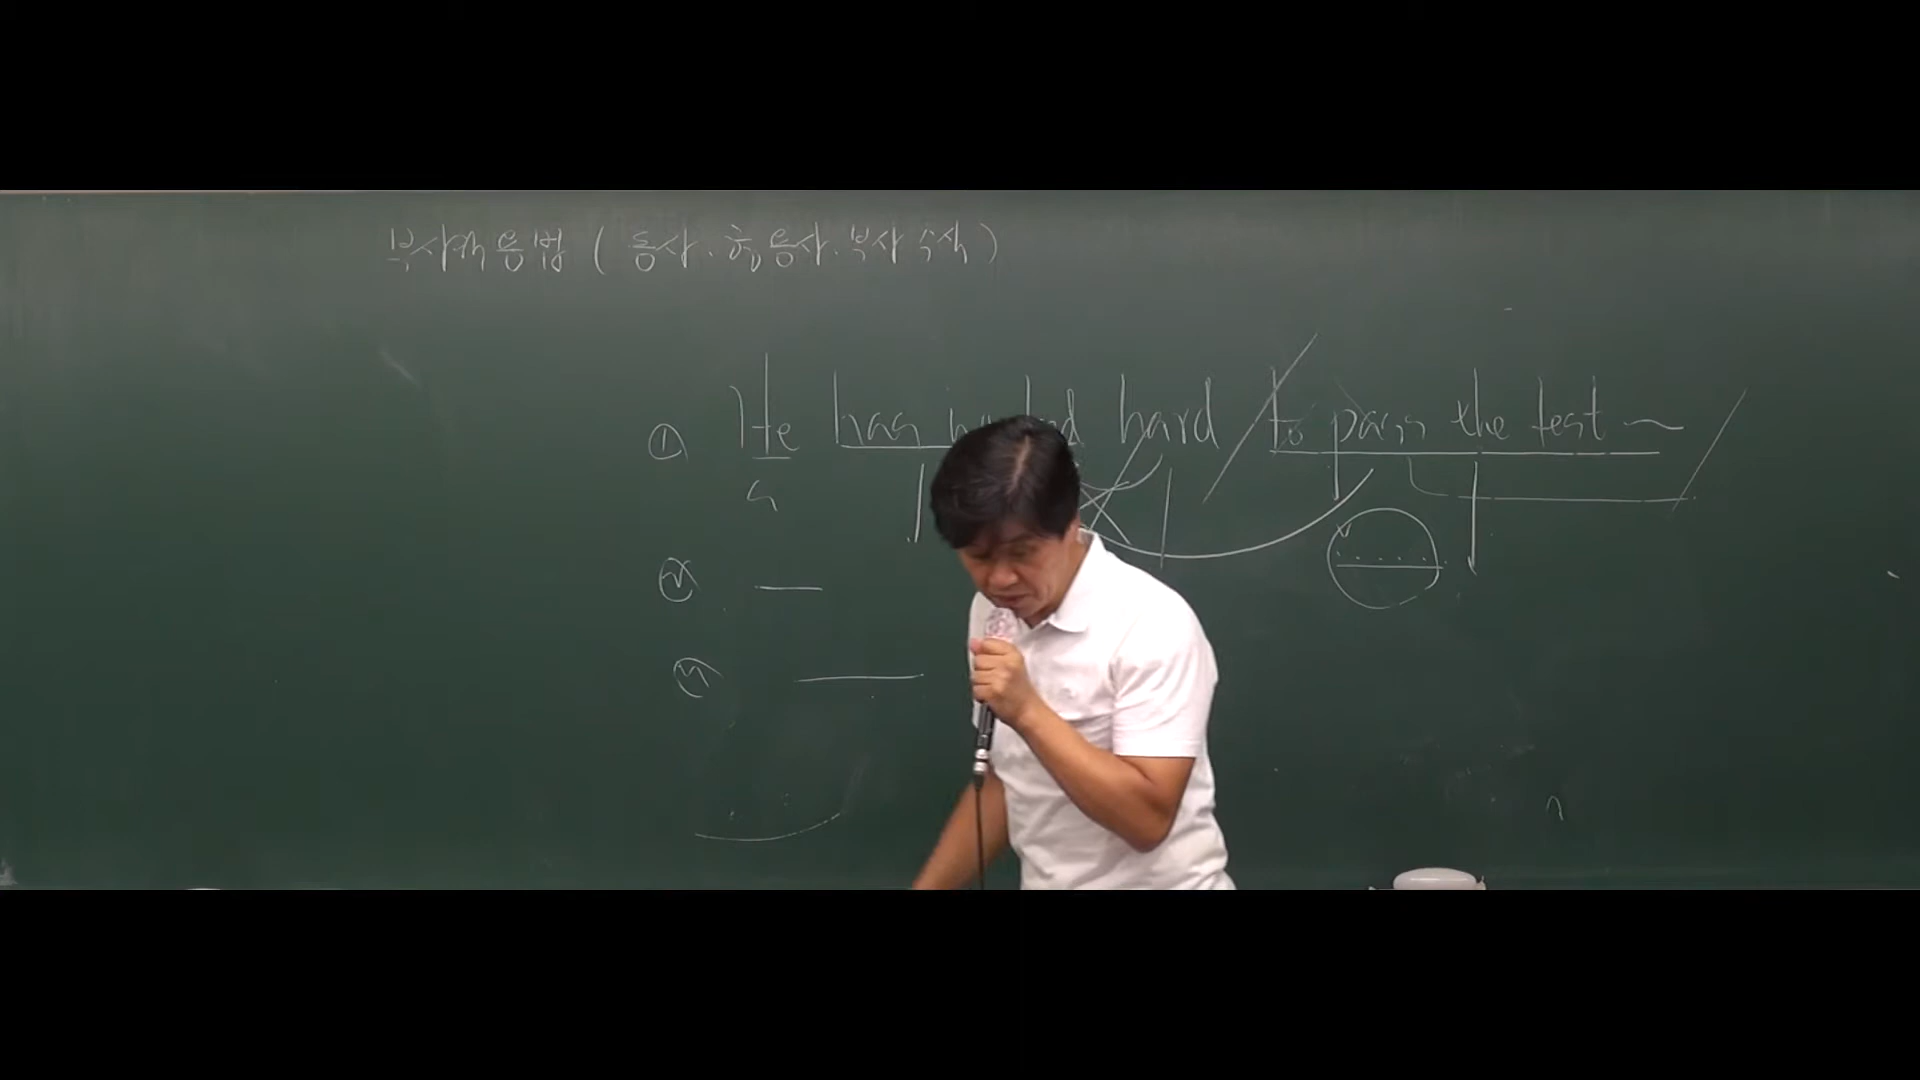 부사적 용법 ( 동사 . 형용사 . 부사 수식 )
① He has worked hard / to pass the test ~ /
②
③